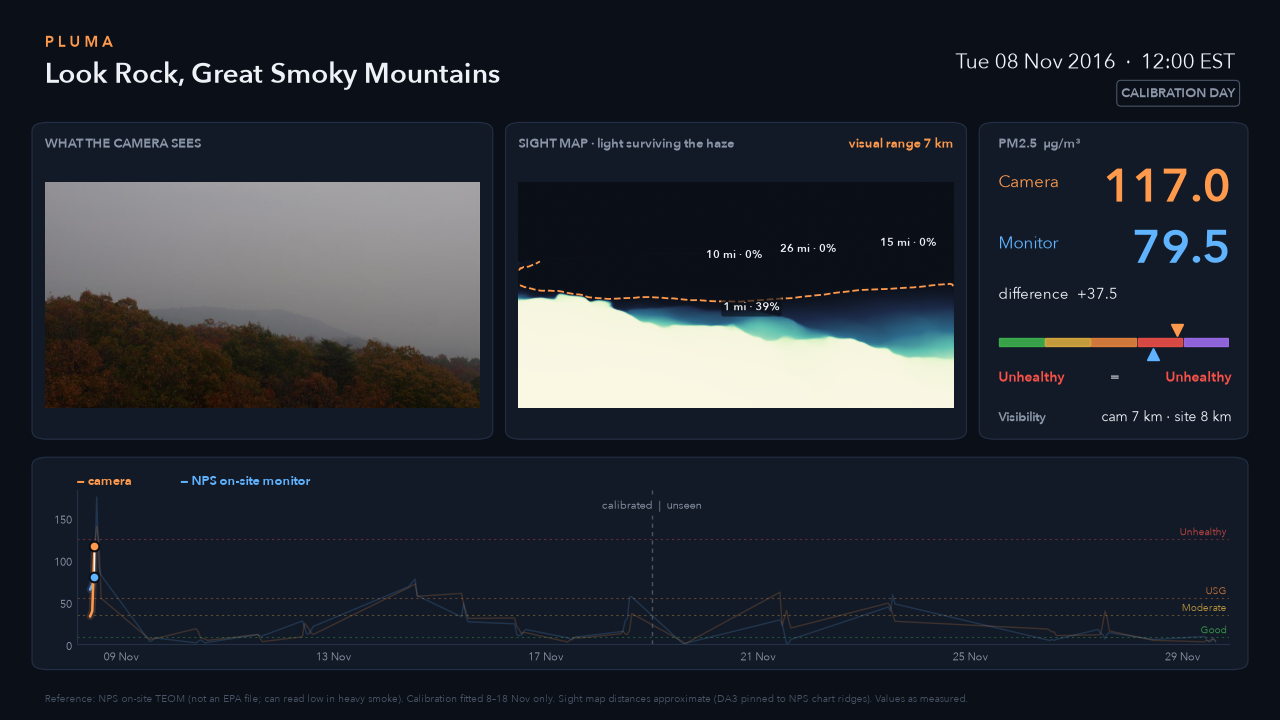 PLUMA
Look Rock, Great Smoky Mountains
Tue 08 Nov 2016 · 12:00 EST
CALIBRATION DAY
WHAT THE CAMERA SEES
SIGHT MAP · light surviving the haze
visual range 7 km
10 mi · 0%
26 mi · 0%
15 mi · 0%
1 mi · 39%
PM2.5 µg/m³
Camera 117.0
Monitor 79.5
difference +37.5
Unhealthy = Unhealthy
Visibility cam 7 km · site 8 km
– camera
– NPS on-site monitor
calibrated | unseen
150
100
50
0
Unhealthy
USG
Moderate
Good
09 Nov
13 Nov
17 Nov
21 Nov
25 Nov
29 Nov
Reference: NPS on-site TEOM (not an EPA file; can read low in heavy smoke). Calibration fitted 8–18 Nov only. Sight map distances approximate (DA3 pinned to NPS chart ridges). Values as measured.